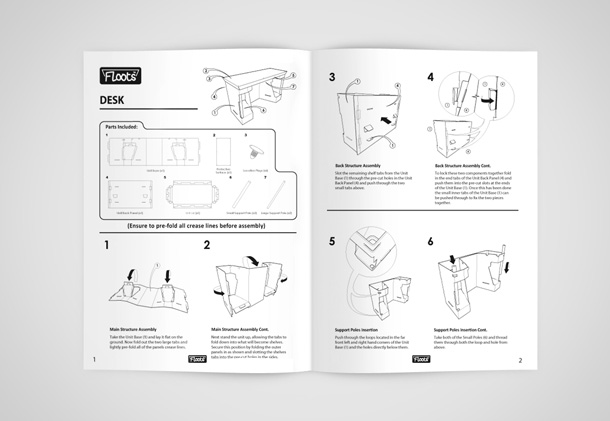 Floots
DESK
Parts Included:
(Ensure to pre-fold all crease lines before assembly)
1
2
Main Structure Assembly
Take the Unit Base (1) and lay it flat on the
ground. Now fold out the two large tabs and
lightly pre-fold all of the panels crease lines.
Main Structure Assembly Cont.
Next stand the unit up, allowing the tabs to
fold down into what will become shelves.
Secure this position by folding the outer
panels in as shown and slotting the shelves
tabs into the pre-cut holes in the sides.
1
Floots
3
4
Back Structure Assembly
Slot the remaining shelf tabs from the Unit
Base (1) through the pre-cut holes in the Unit
Back Panel (4) and push through the two
small tabs above.
Back Structure Assembly Cont.
To lock these two components together fold
in the end tabs of the Unit Back Panel (4) and
push them into the pre-cut slots at the ends
of the Unit Base (1). Once this has been done
the small inner tabs of the Unit Base (1) can
be pushed through to fix the two pieces
together.
5
6
Support Poles Insertion
Push through the loops located in the far
front left and right hand corners of the Unit
Base (1) and the holes directly below them.
Support Poles Insertion Cont.
Take both of the Small Poles (6) and thread
them through both the loop and hole from
above.
Floots
2